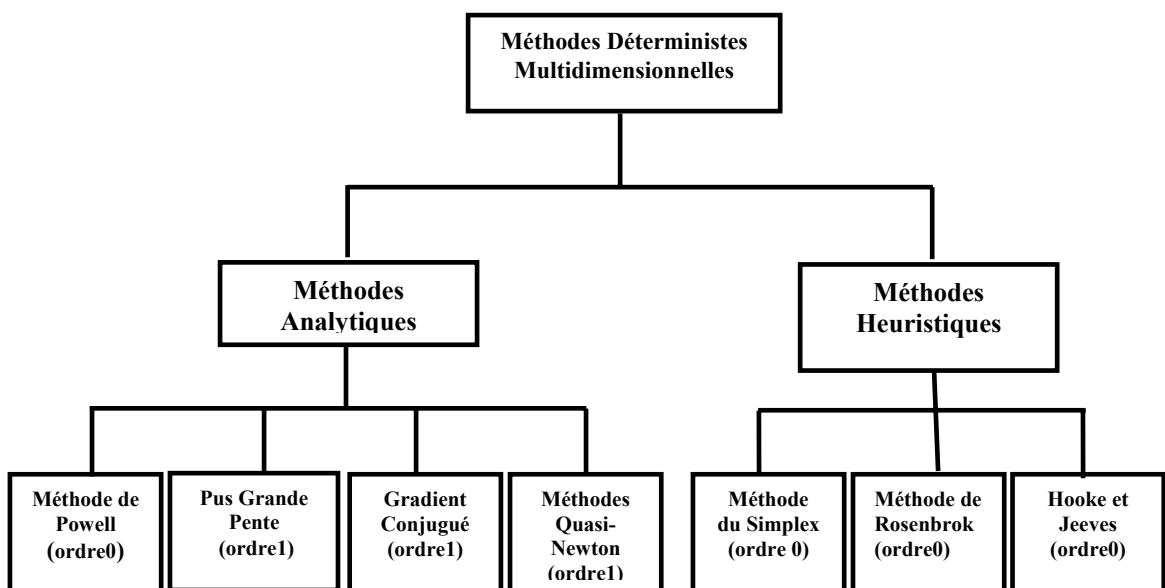 Méthodes Déterministes
Multidimensionnelles
Méthodes
Analytiques
Méthodes
Heuristiques
Méthode de
Powell
(ordre0)
Pus Grande
Pente
(ordre1)
Gradient
Conjugué
(ordre1)
Méthodes
Quasi-
Newton
(ordre1)
Méthode
du Simplex
(ordre 0)
Méthode de
Rosenbrok
(ordre0)
Hooke et
Jeeves
(ordre0)